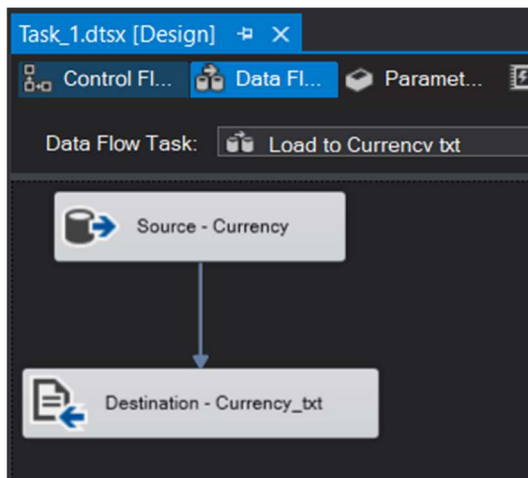 Task_1.dtsx [Design]
Control Fl... Data Fl... Paramet...
Data Flow Task: Load to Currency txt
Source - Currency
Destination - Currency_txt